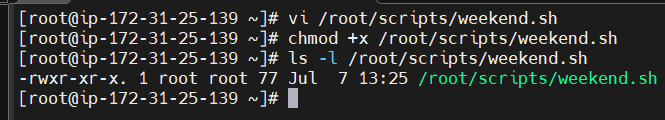 [root@ip-172-31-25-139 ~]# vi /root/scripts/weekend.sh
[root@ip-172-31-25-139 ~]# chmod +x /root/scripts/weekend.sh
[root@ip-172-31-25-139 ~]# ls -l /root/scripts/weekend.sh
-rwxr-xr-x. 1 root root 77 Jul  7 13:25 /root/scripts/weekend.sh
[root@ip-172-31-25-139 ~]#